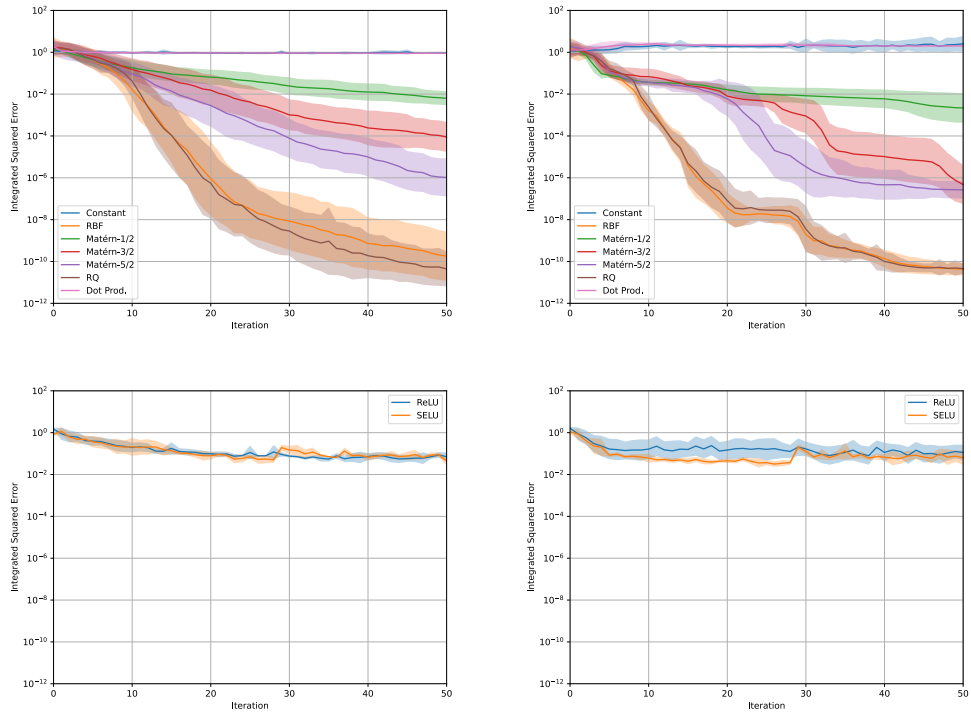 10^2
10^0
10^−2
10^−4
10^−6
10^−8
10^−10
10^−12
Integrated Squared Error
Constant
RBF
Matérn-1/2
Matérn-3/2
Matérn-5/2
RQ
Dot Prod.
0 10 20 30 40 50
Iteration
10^2
10^0
10^−2
10^−4
10^−6
10^−8
10^−10
10^−12
Integrated Squared Error
Constant
RBF
Matérn-1/2
Matérn-3/2
Matérn-5/2
RQ
Dot Prod.
0 10 20 30 40 50
Iteration
10^2
10^0
10^−2
10^−4
10^−6
10^−8
10^−10
10^−12
Integrated Squared Error
ReLU
SELU
0 10 20 30 40 50
Iteration
10^2
10^0
10^−2
10^−4
10^−6
10^−8
10^−10
10^−12
Integrated Squared Error
ReLU
SELU
0 10 20 30 40 50
Iteration